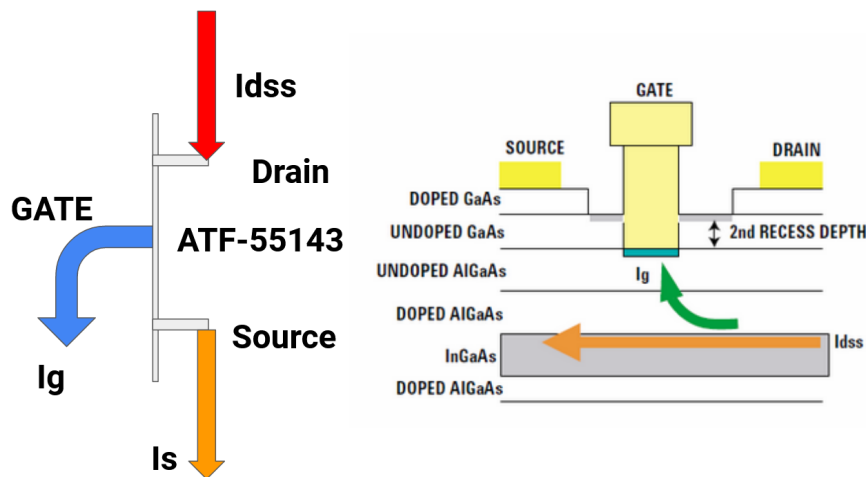 Idss
Drain
GATE
ATF-55143
Source
Ig
Is
GATE
SOURCE
DRAIN
DOPED GaAs
UNDOPED GaAs
2nd RECESS DEPTH
UNDOPED AlGaAs
Ig
DOPED AlGaAs
Idss
InGaAs
DOPED AlGaAs